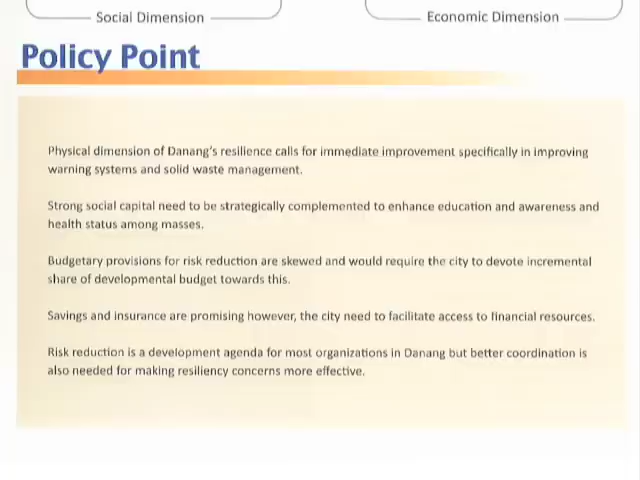 Social Dimension
Economic Dimension
Policy Point
Physical dimension of Danang's resilience calls for immediate improvement specifically in improving
warning systems and solid waste management.
Strong social capital need to be strategically complemented to enhance education and awareness and
health status among masses.
Budgetary provisions for risk reduction are skewed and would require the city to devote incremental
share of developmental budget towards this.
Savings and insurance are promising however, the city need to facilitate access to financial resources.
Risk reduction is a development agenda for most organizations in Danang but better coordination is
also needed for making resiliency concerns more effective.